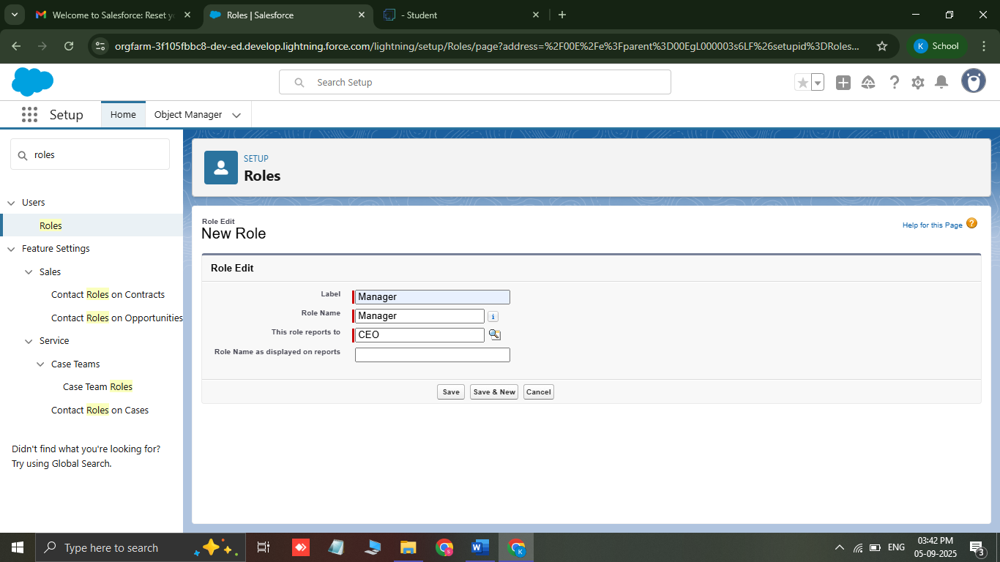 Welcome to Salesforce: Reset y
Roles | Salesforce
- Student
orgfarm-3f105fbbc8-dev-ed.develop.lightning.force.com/lightning/setup/Roles/page?address=%2F00E%2Fe%3Fparent%3D00EgL000003s6LF%26setupid%3DRoles...
K School
Search Setup
Setup
Home
Object Manager
roles
Users
Roles
Feature Settings
Sales
Contact Roles on Contracts
Contact Roles on Opportunities
Service
Case Teams
Case Team Roles
Contact Roles on Cases
Didn't find what you're looking for?
Try using Global Search.
SETUP
Roles
Role Edit
New Role
Help for this Page ?
Role Edit
Label Manager
Role Name Manager i
This role reports to CEO
Role Name as displayed on reports
Save Save & New Cancel
Type here to search
ENG
03:42 PM
05-09-2025
3